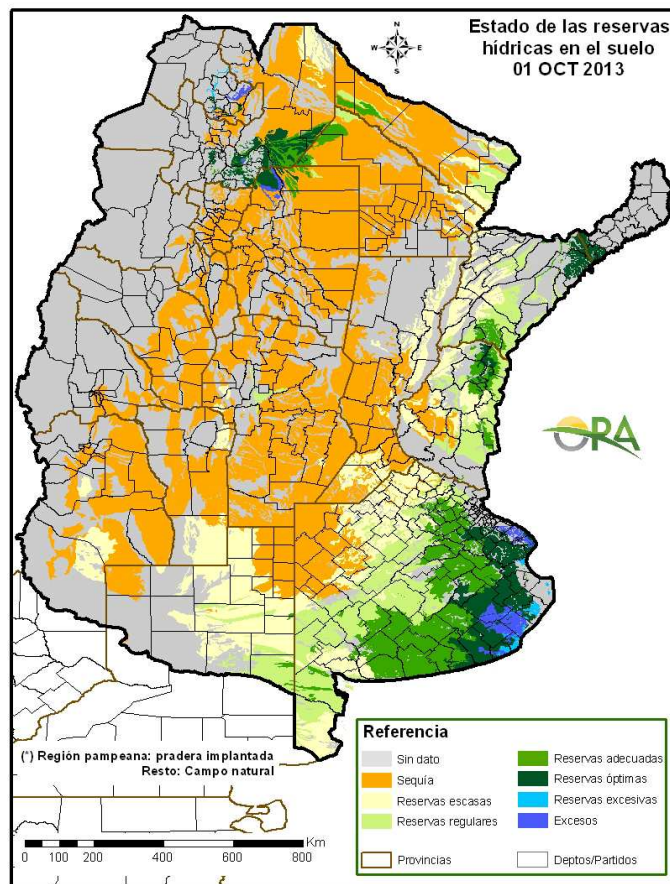 Estado de las reservas
hídricas en el suelo
01 OCT 2013
N
W E
S
ORA
(*) Región pampeana: pradera implantada
Resto: Campo natural
Km
0 100 200 400 600 800
Referencia
Sin dato
Sequía
Reservas escasas
Reservas regulares
Reservas adecuadas
Reservas óptimas
Reservas excesivas
Excesos
Provincias
Deptos/Partidos